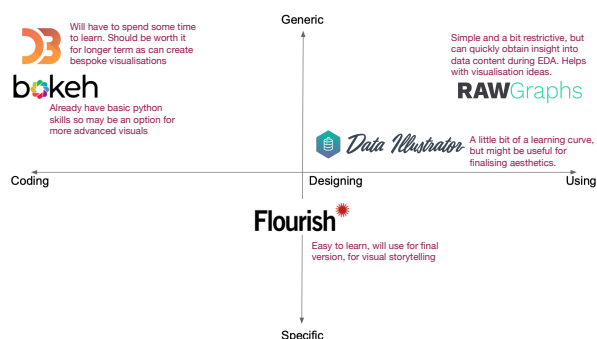 Generic
Will have to spend some time
to learn. Should be worth it
for longer term as can create
bespoke visualisations
D3
bokeh
Already have basic python
skills so may be an option for
more advanced visuals
Simple and a bit restrictive, but
can quickly obtain insight into
data content during EDA. Helps
with visualisation ideas.
RAWGraphs
Data Illustrator
A little bit of a learning curve,
but might be useful for
finalising aesthetics.
Coding
Designing
Using
Flourish
Easy to learn, will use for final
version, for visual storytelling
Specific